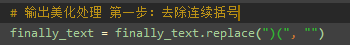 # 输出美化处理 第一步：去除连续括号
finally_text = finally_text.replace(")(", "")